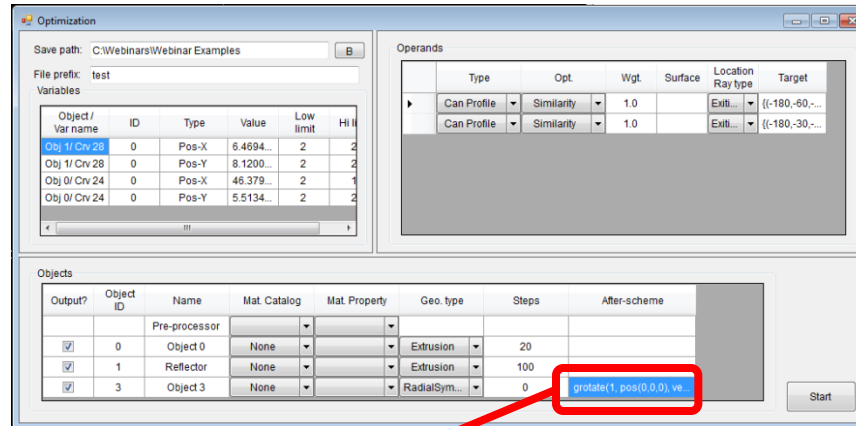 Optimization
Save path: C:\Webinars\Webinar Examples B
File prefix: test
Variables
Object / Var name ID Type Value Low limit Hi li
Obj 1/ Crv 28 0 Pos-X 6.4694... 2 2
Obj 1/ Crv 28 0 Pos-Y 8.1200... 2 2
Obj 0/ Crv 24 0 Pos-X 46.379... 2 1
Obj 0/ Crv 24 0 Pos-Y 5.5134... 2 2
Operands
Type Opt. Wgt. Surface Location Ray type Target
Can Profile Similarity 1.0 Exiti... {(-180,-60,-...
Can Profile Similarity 1.0 Exiti... {(-180,-30,-...
Objects
Output? Object ID Name Mat. Catalog Mat. Property Geo. type Steps After-scheme
Pre-processor
0 Object 0 None Extrusion 20
1 Reflector None Extrusion 100
3 Object 3 None RadialSym... 0 grotate(1, pos(0,0,0), ve...
Start